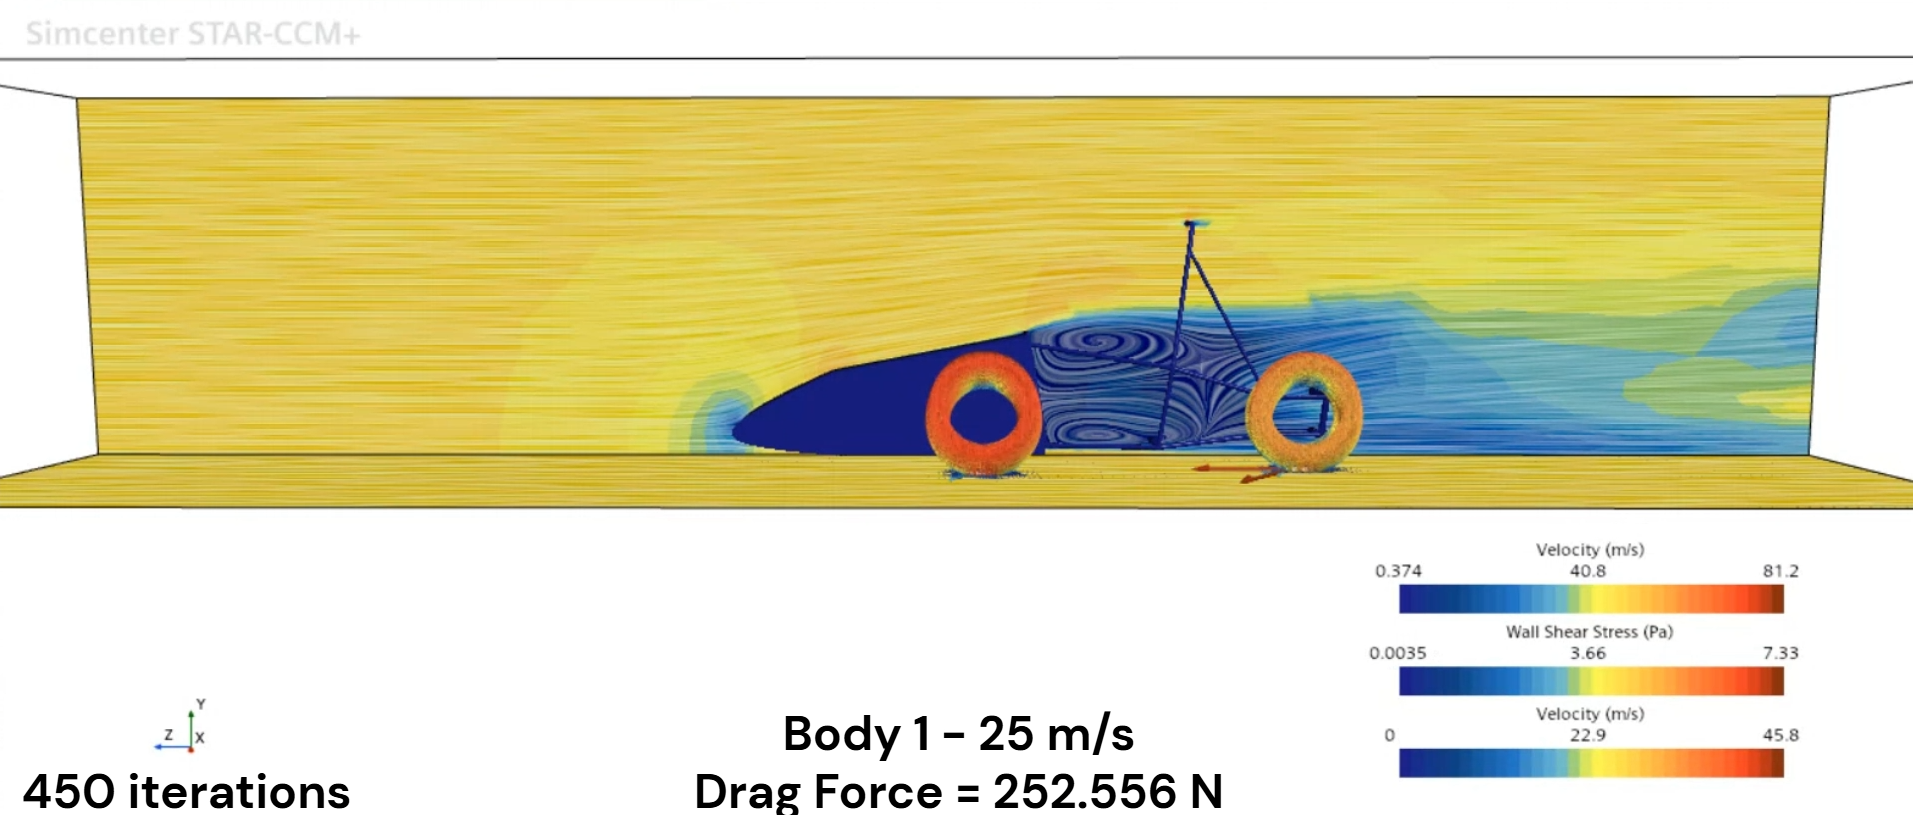 Simcenter STAR-CCM+
Velocity (m/s)
0.374 40.8 81.2
Wall Shear Stress (Pa)
0.0035 3.66 7.33
Velocity (m/s)
0 22.9 45.8
Y
Z X
Body 1 - 25 m/s
450 iterations
Drag Force = 252.556 N